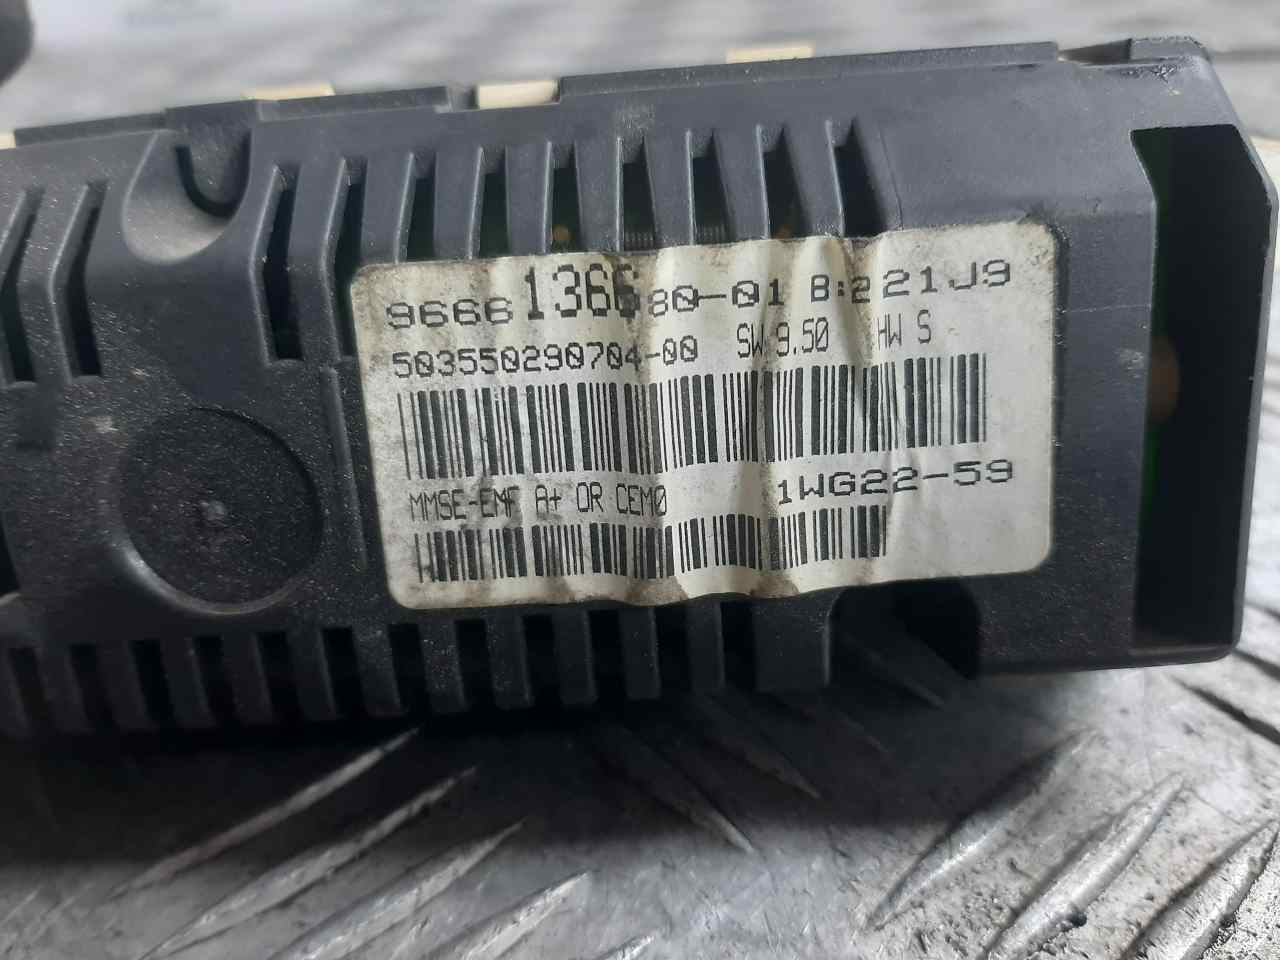 9666136680-01 B:221J9
503550290704-00 SW 9.50 HW S
MMSE-EMF A+ OR CEM0 1WG22-59